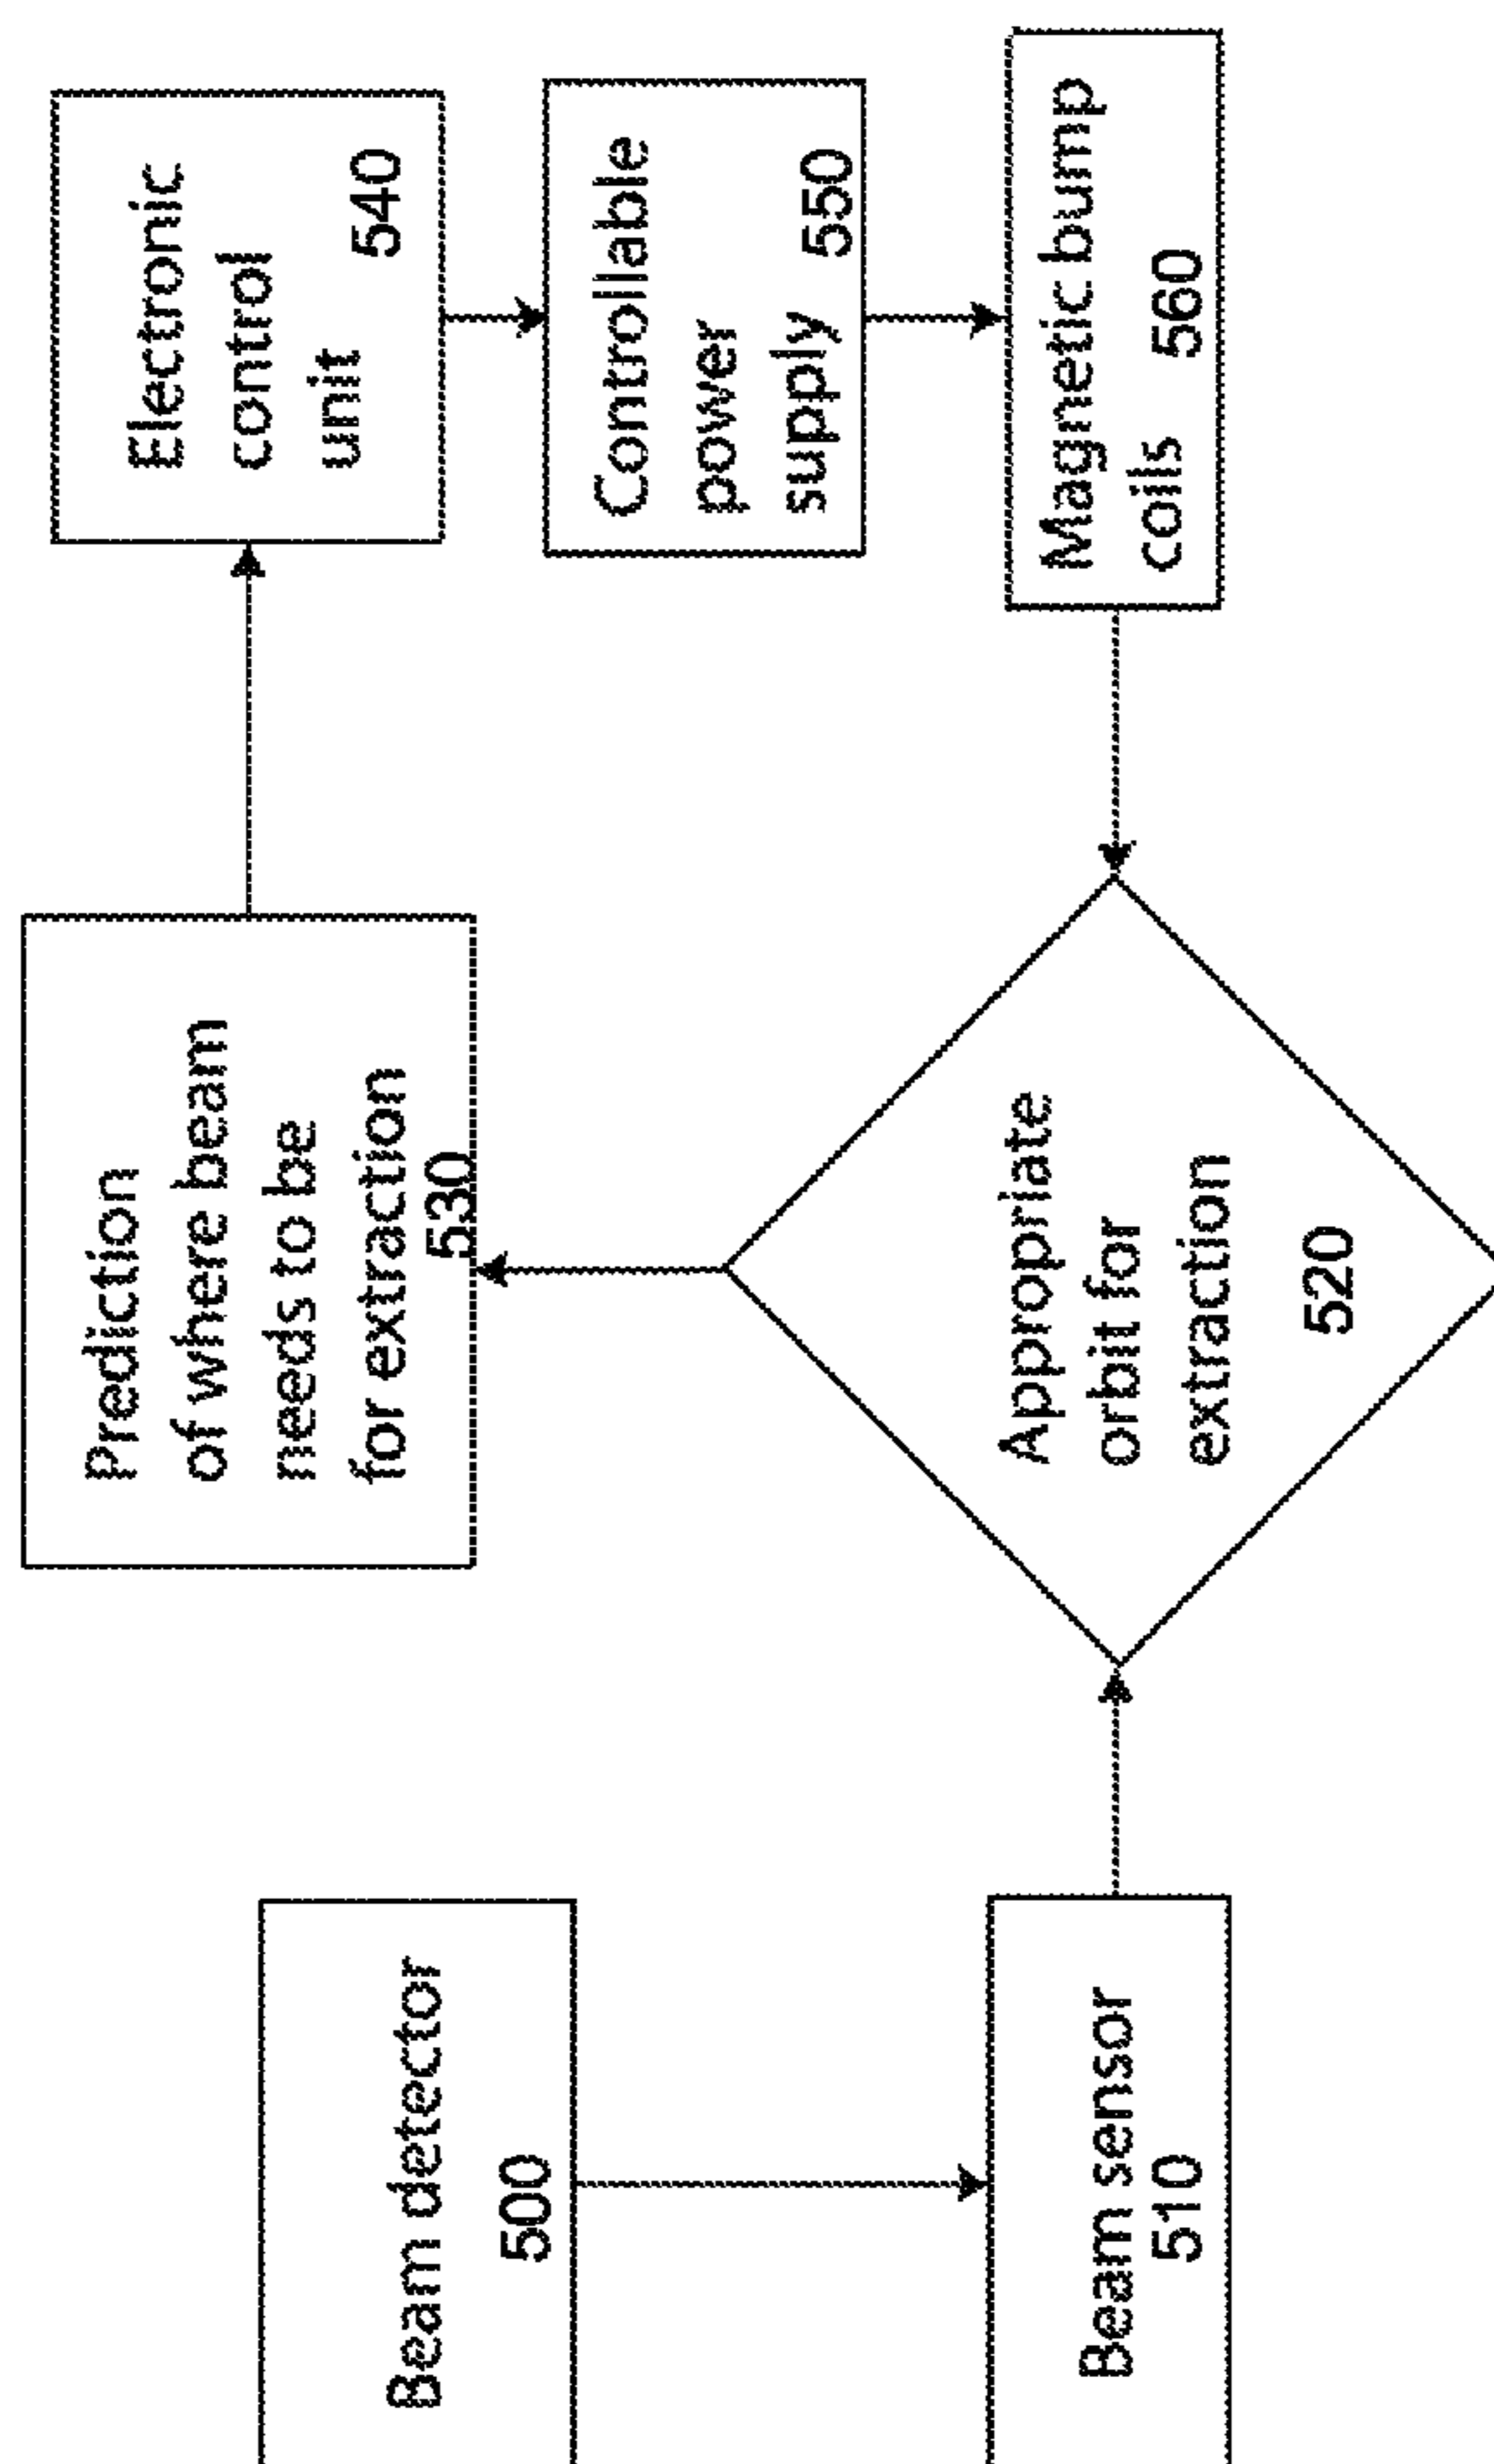 Beam detector
500
Beam sensor
510
Appropriate
orbit for
extraction
520
Prediction
of where beam
needs to be
for extraction
530
Electronic
control
unit 540
Controllable
power
supply 550
Magnetic bump
coils 560